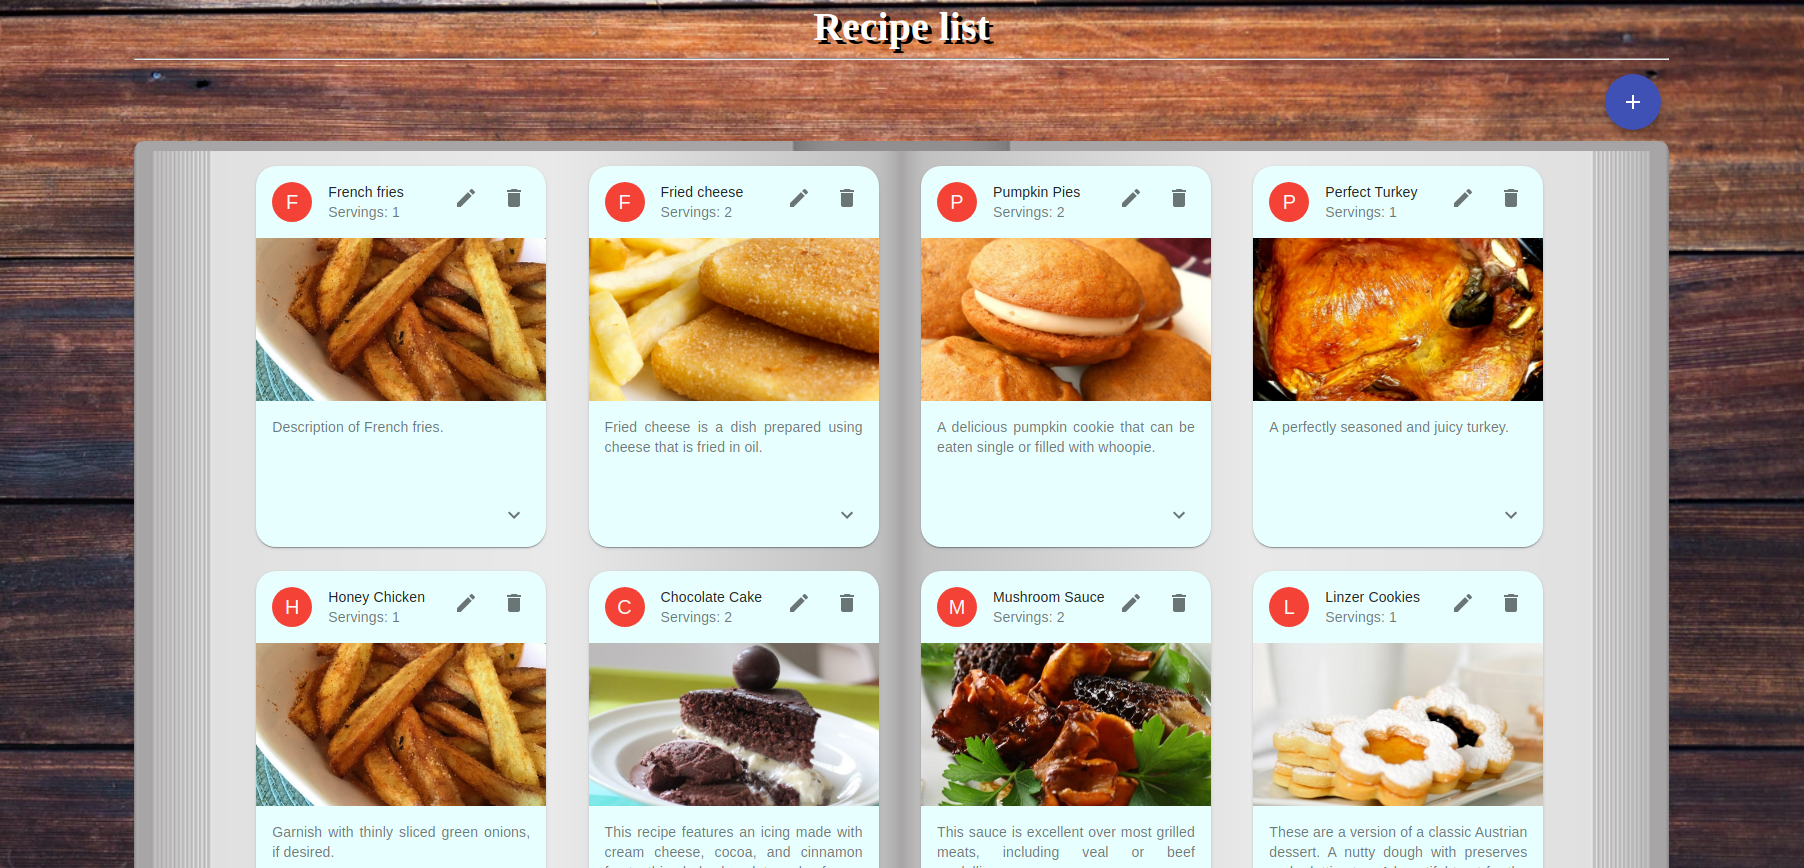 Recipe list
F
French fries
Servings: 1
F
Fried cheese
Servings: 2
P
Pumpkin Pies
Servings: 2
P
Perfect Turkey
Servings: 1
Description of French fries.
Fried cheese is a dish prepared using
cheese that is fried in oil.
A delicious pumpkin cookie that can be
eaten single or filled with whoopie.
A perfectly seasoned and juicy turkey.
H
Honey Chicken
Servings: 1
C
Chocolate Cake
Servings: 2
M
Mushroom Sauce
Servings: 2
L
Linzer Cookies
Servings: 1
Garnish with thinly sliced green onions,
if desired.
This recipe features an icing made with
cream cheese, cocoa, and cinnamon
This sauce is excellent over most grilled
meats, including veal or beef
These are a version of a classic Austrian
dessert. A nutty dough with preserves